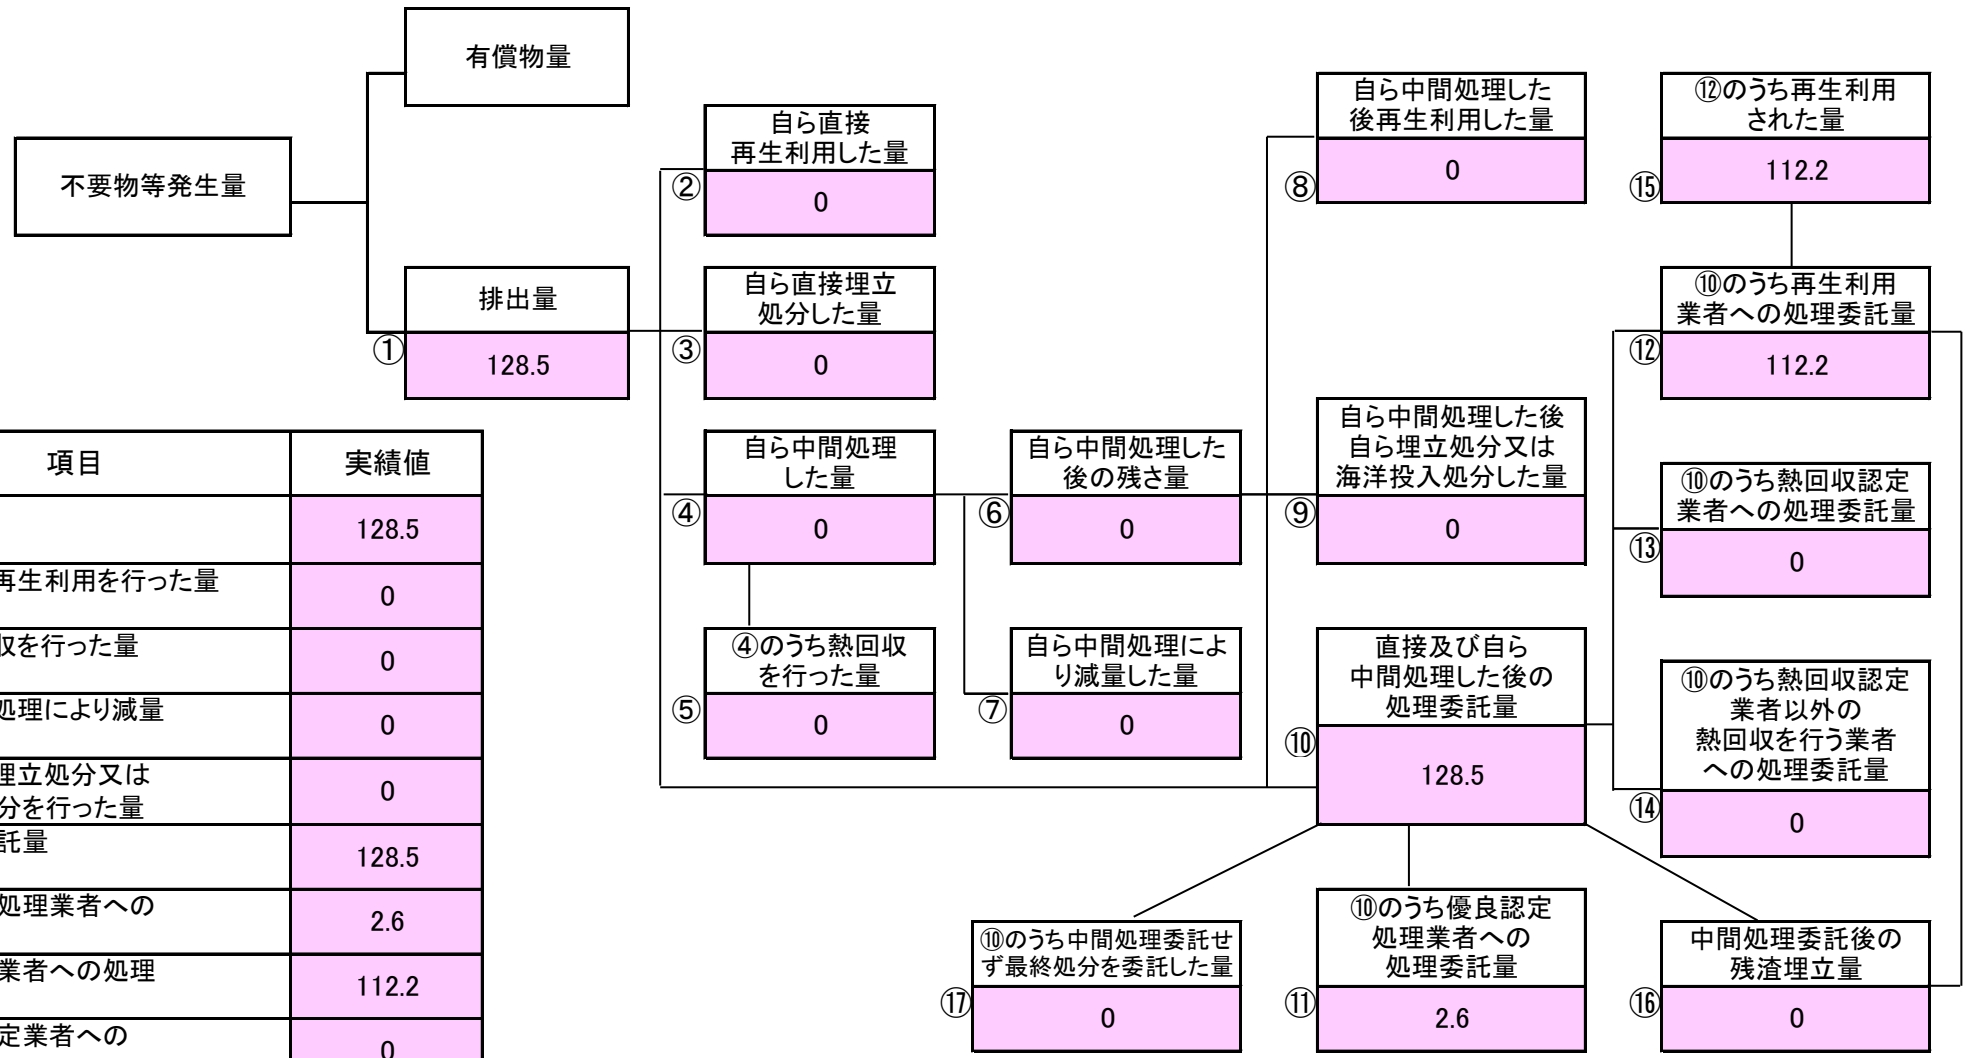 有償物量
不要物等発生量
排出量
①
128.5
自ら直接
再生利用した量
②
0
自ら直接埋立
処分した量
③
0
自ら中間処理
した量
④
0
④のうち熱回収
を行った量
⑤
0
自ら中間処理した
後の残さ量
⑥
0
自ら中間処理によ
り減量した量
⑦
0
自ら中間処理した
後再生利用した量
⑧
0
自ら中間処理した後
自ら埋立処分又は
海洋投入処分した量
⑨
0
直接及び自ら
中間処理した後の
処理委託量
⑩
128.5
⑫のうち再生利用
された量
⑮
112.2
⑩のうち再生利用
業者への処理委託量
⑫
112.2
⑩のうち熱回収認定
業者への処理委託量
⑬
0
⑩のうち熱回収認定
業者以外の
熱回収を行う業者
への処理委託量
⑭
0
⑩のうち中間処理委託せ
ず最終処分を委託した量
⑰
0
⑩のうち優良認定
処理業者への
処理委託量
⑪
2.6
中間処理委託後の
残渣埋立量
⑯
0
項目 実績値
128.5
再生利用を行った量 0
収を行った量 0
処理により減量 0
埋立処分又は
分を行った量 0
託量 128.5
処理業者への 2.6
業者への処理 112.2
定業者への 0